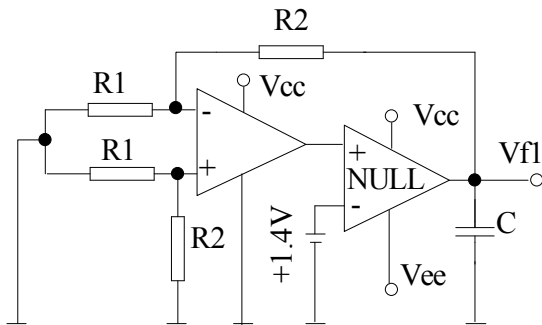 R2
R1
Vcc
-
Vcc
Vf1
R1
+
+
NULL
-
R2
+1.4V
C
Vee